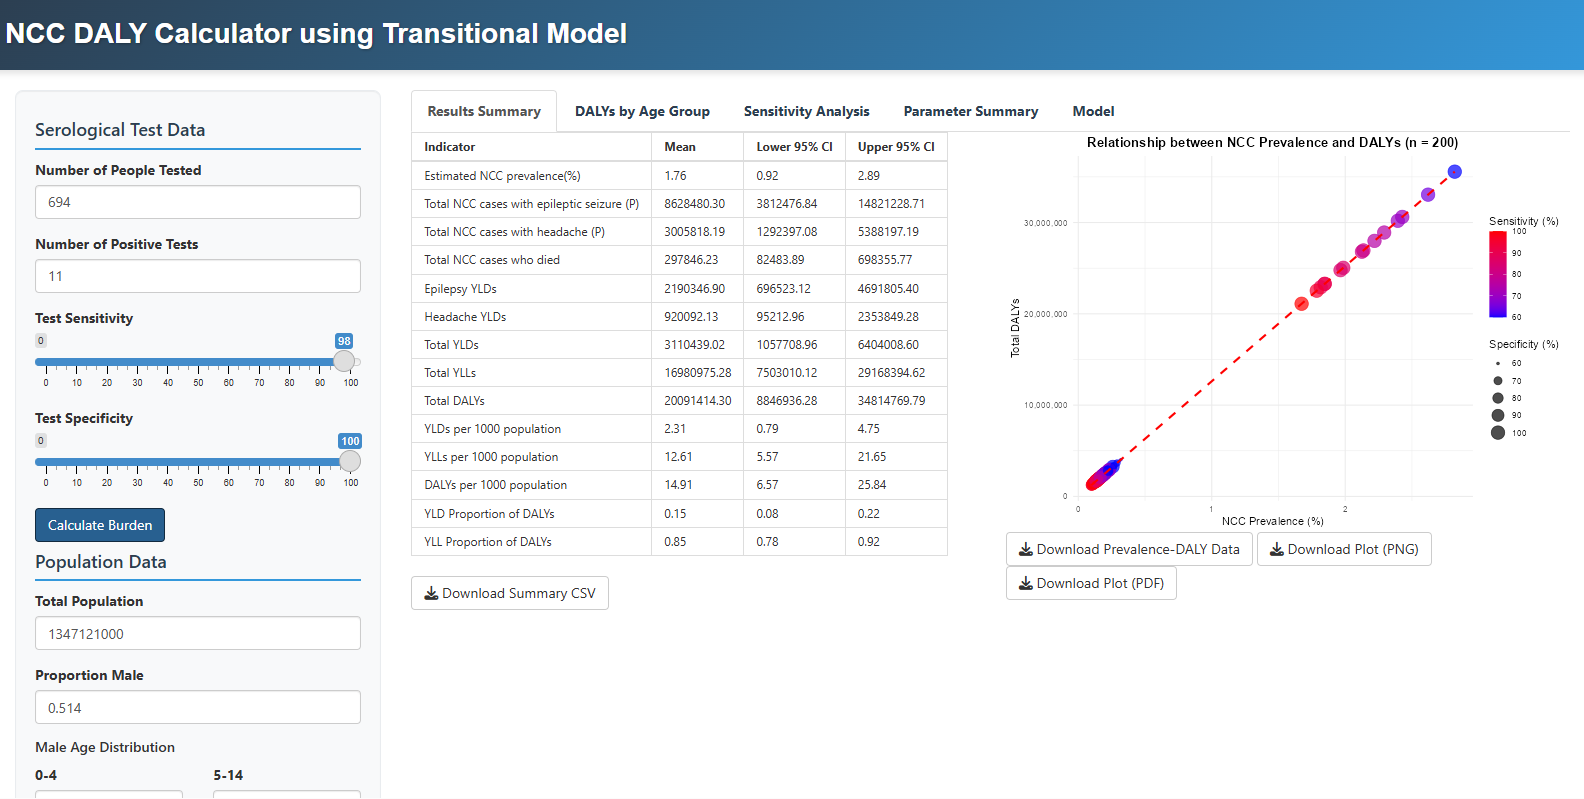 NCC DALY Calculator using Transitional Model
Serological Test Data
Number of People Tested
694
Number of Positive Tests
11
Test Sensitivity
0 98
0 10 20 30 40 50 60 70 80 90 100
Test Specificity
0 100
0 10 20 30 40 50 60 70 80 90 100
Calculate Burden
Population Data
Total Population
1347121000
Proportion Male
0.514
Male Age Distribution
0-4 5-14
Results Summary DALYs by Age Group Sensitivity Analysis Parameter Summary Model
Indicator Mean Lower 95% CI Upper 95% CI
Estimated NCC prevalence(%) 1.76 0.92 2.89
Total NCC cases with epileptic seizure (P) 8628480.30 3812476.84 14821228.71
Total NCC cases with headache (P) 3005818.19 1292397.08 5388197.19
Total NCC cases who died 297846.23 82483.89 698355.77
Epilepsy YLDs 2190346.90 696523.12 4691805.40
Headache YLDs 920092.13 95212.96 2353849.28
Total YLDs 3110439.02 1057708.96 6404008.60
Total YLLs 16980975.28 7503010.12 29168394.62
Total DALYs 20091414.30 8846936.28 34814769.79
YLDs per 1000 population 2.31 0.79 4.75
YLLs per 1000 population 12.61 5.57 21.65
DALYs per 1000 population 14.91 6.57 25.84
YLD Proportion of DALYs 0.15 0.08 0.22
YLL Proportion of DALYs 0.85 0.78 0.92
Download Summary CSV
Relationship between NCC Prevalence and DALYs (n = 200)
Total DALYs
30,000,000
20,000,000
10,000,000
0
0 1 2
NCC Prevalence (%)
Sensitivity (%)
100
90
80
70
60
Specificity (%)
60
70
80
90
100
Download Prevalence-DALY Data Download Plot (PNG)
Download Plot (PDF)